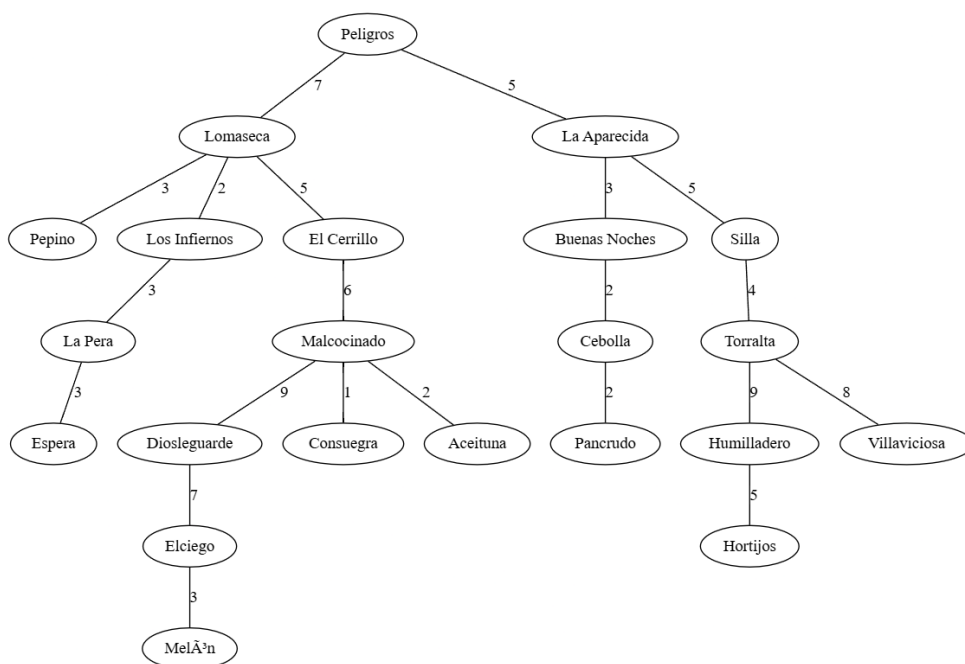 Peligros
7
5
Lomaseca
La Aparecida
3
2
5
3
5
Pepino
Los Infiernos
El Cerrillo
Buenas Noches
Silla
3
6
2
4
La Pera
Malcocinado
Cebolla
Torralta
3
9
1
2
2
9
8
Espera
Diosleguarde
Consuegra
Aceituna
Pancrudo
Humilladero
Villaviciosa
7
5
Elciego
Hortijos
3
MelÃ³n